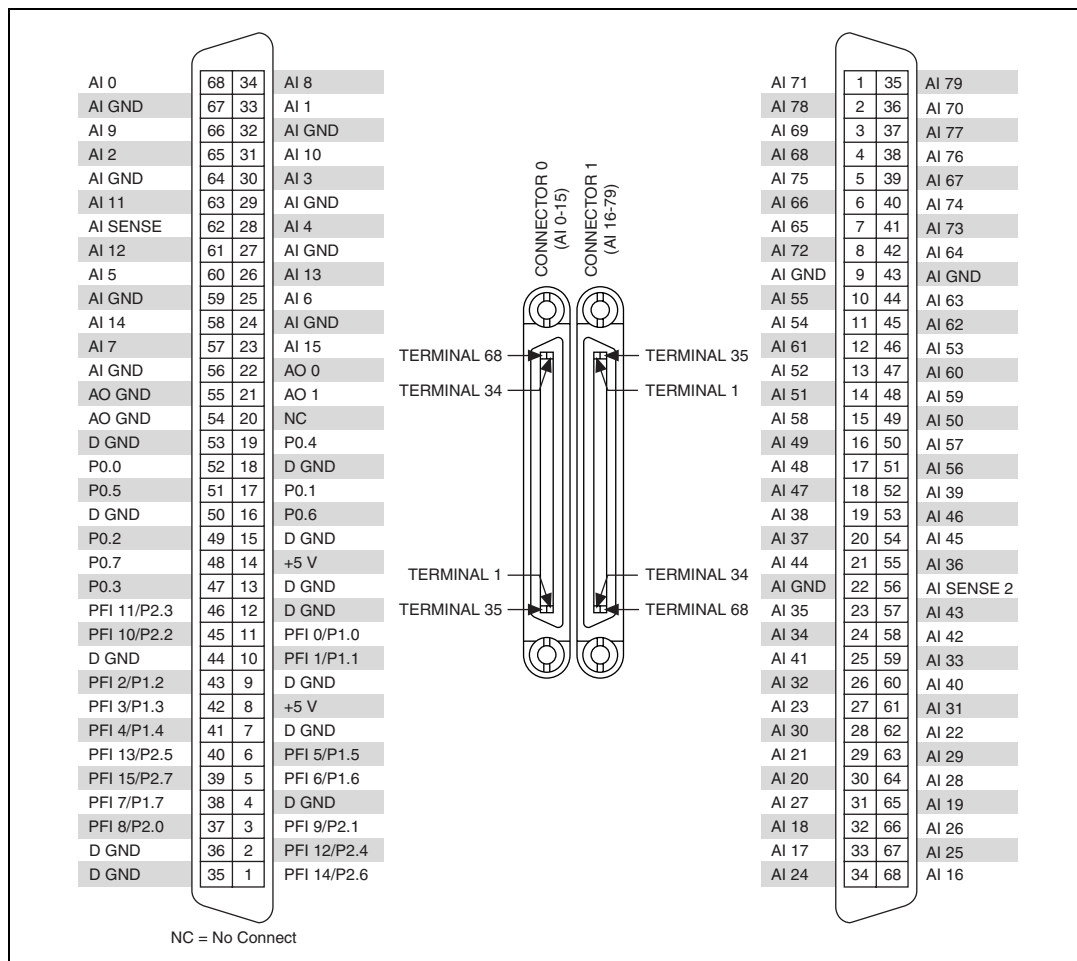 AI 0 68 34 AI 8
AI GND 67 33 AI 1
AI 9 66 32 AI GND
AI 2 65 31 AI 10
AI GND 64 30 AI 3
AI 11 63 29 AI GND
AI SENSE 62 28 AI 4
AI 12 61 27 AI GND
AI 5 60 26 AI 13
AI GND 59 25 AI 6
AI 14 58 24 AI GND
AI 7 57 23 AI 15
AI GND 56 22 AO 0
AO GND 55 21 AO 1
AO GND 54 20 NC
D GND 53 19 P0.4
P0.0 52 18 D GND
P0.5 51 17 P0.1
D GND 50 16 P0.6
P0.2 49 15 D GND
P0.7 48 14 +5 V
P0.3 47 13 D GND
PFI 11/P2.3 46 12 D GND
PFI 10/P2.2 45 11 PFI 0/P1.0
D GND 44 10 PFI 1/P1.1
PFI 2/P1.2 43 9 D GND
PFI 3/P1.3 42 8 +5 V
PFI 4/P1.4 41 7 D GND
PFI 13/P2.5 40 6 PFI 5/P1.5
PFI 15/P2.7 39 5 PFI 6/P1.6
PFI 7/P1.7 38 4 D GND
PFI 8/P2.0 37 3 PFI 9/P2.1
D GND 36 2 PFI 12/P2.4
D GND 35 1 PFI 14/P2.6
NC = No Connect
CONNECTOR 0
(AI 0-15)
CONNECTOR 1
(AI 16-79)
TERMINAL 68
TERMINAL 34
TERMINAL 35
TERMINAL 1
TERMINAL 1
TERMINAL 35
TERMINAL 34
TERMINAL 68
AI 71 1 35 AI 79
AI 78 2 36 AI 70
AI 69 3 37 AI 77
AI 68 4 38 AI 76
AI 75 5 39 AI 67
AI 66 6 40 AI 74
AI 65 7 41 AI 73
AI 72 8 42 AI 64
AI GND 9 43 AI GND
AI 55 10 44 AI 63
AI 54 11 45 AI 62
AI 61 12 46 AI 53
AI 52 13 47 AI 60
AI 51 14 48 AI 59
AI 58 15 49 AI 50
AI 49 16 50 AI 57
AI 48 17 51 AI 56
AI 47 18 52 AI 39
AI 38 19 53 AI 46
AI 37 20 54 AI 45
AI 44 21 55 AI 36
AI GND 22 56 AI SENSE 2
AI 35 23 57 AI 43
AI 34 24 58 AI 42
AI 41 25 59 AI 33
AI 32 26 60 AI 40
AI 23 27 61 AI 31
AI 30 28 62 AI 22
AI 21 29 63 AI 29
AI 20 30 64 AI 28
AI 27 31 65 AI 19
AI 18 32 66 AI 26
AI 17 33 67 AI 25
AI 24 34 68 AI 16